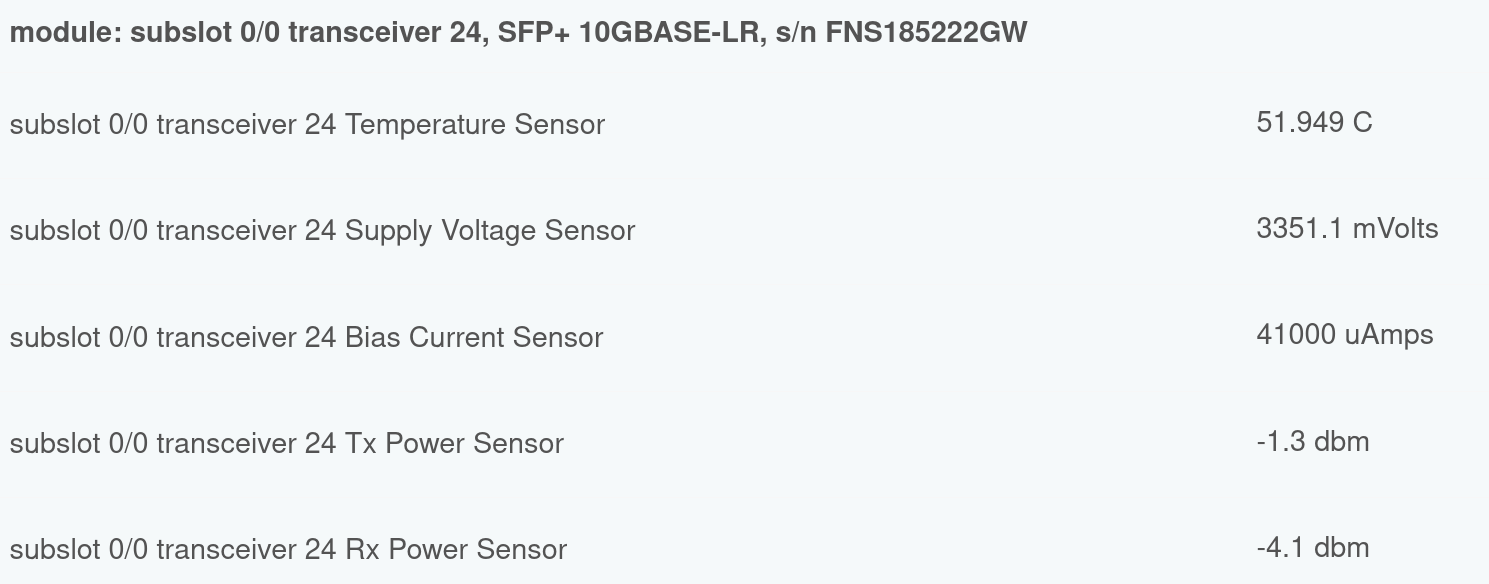 module: subslot 0/0 transceiver 24, SFP+ 10GBASE-LR, s/n FNS185222GW
subslot 0/0 transceiver 24 Temperature Sensor 51.949 C
subslot 0/0 transceiver 24 Supply Voltage Sensor 3351.1 mVolts
subslot 0/0 transceiver 24 Bias Current Sensor 41000 uAmps
subslot 0/0 transceiver 24 Tx Power Sensor -1.3 dbm
subslot 0/0 transceiver 24 Rx Power Sensor -4.1 dbm